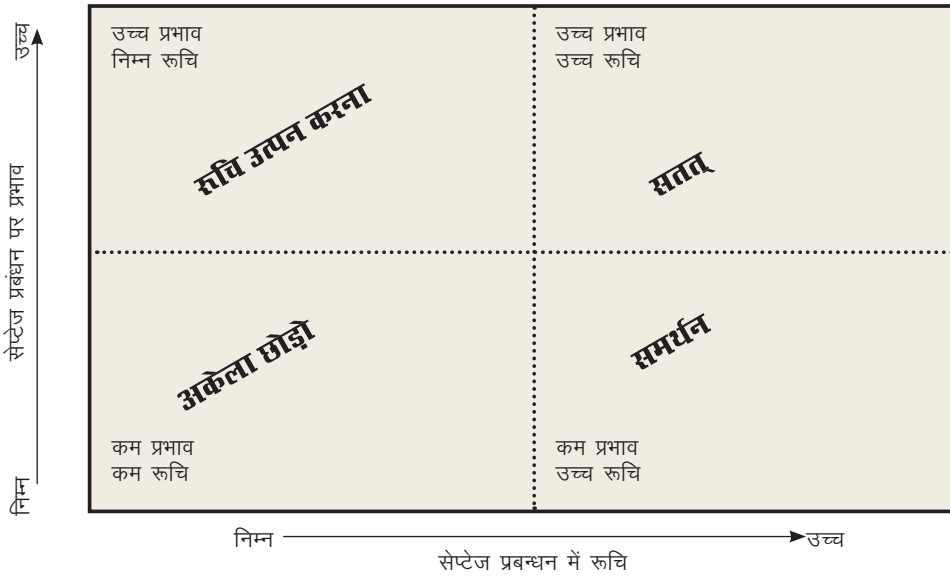 उच्च
सेप्टेज प्रबंधन पर प्रभाव
निम्न
उच्च प्रभाव
निम्न रूचि
रुचि उत्पन करना
उच्च प्रभाव
उच्च रूचि
सतत्
अकेला छोड़ो
कम प्रभाव
कम रूचि
समर्थन
कम प्रभाव
उच्च रूचि
निम्न
उच्च
सेप्टेज प्रबन्धन में रूचि